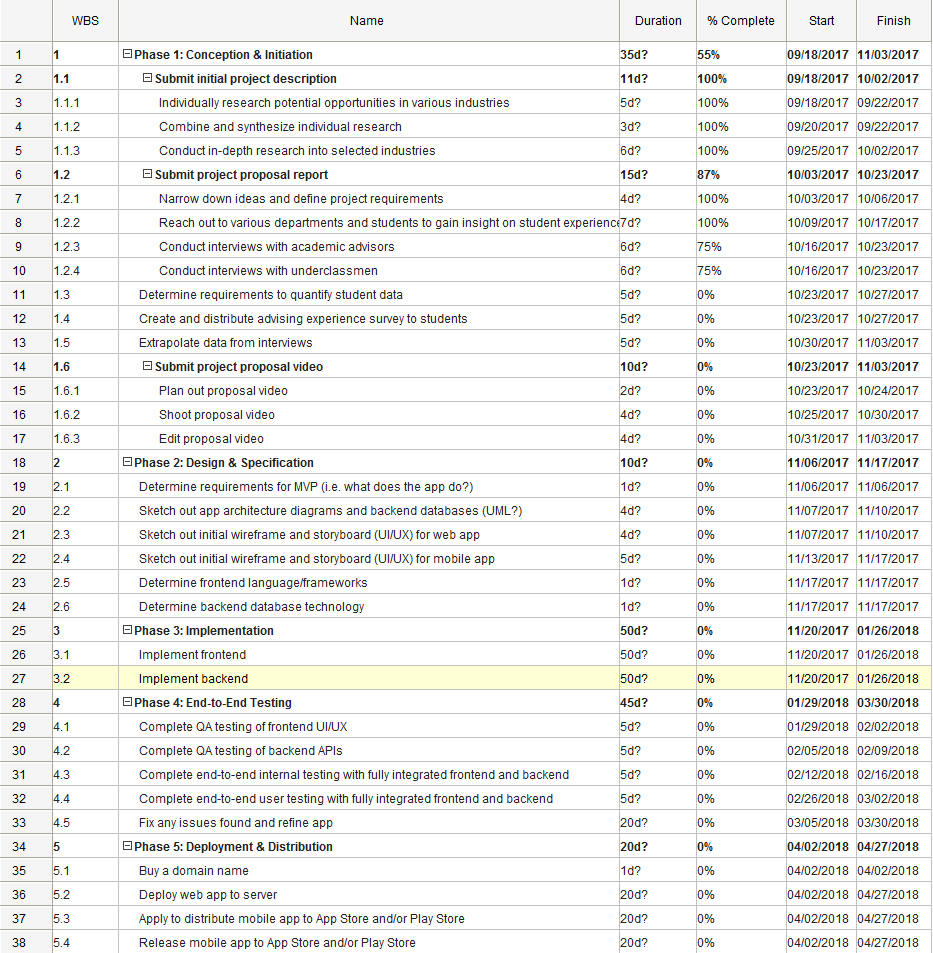 WBS Name Duration % Complete Start Finish
1 1 Phase 1: Conception & Initiation 35d? 55% 09/18/2017 11/03/2017
2 1.1 Submit initial project description 11d? 100% 09/18/2017 10/02/2017
3 1.1.1 Individually research potential opportunities in various industries 5d? 100% 09/18/2017 09/22/2017
4 1.1.2 Combine and synthesize individual research 3d? 100% 09/20/2017 09/22/2017
5 1.1.3 Conduct in-depth research into selected industries 6d? 100% 09/25/2017 10/02/2017
6 1.2 Submit project proposal report 15d? 87% 10/03/2017 10/23/2017
7 1.2.1 Narrow down ideas and define project requirements 4d? 100% 10/03/2017 10/06/2017
8 1.2.2 Reach out to various departments and students to gain insight on student experience 7d? 100% 10/09/2017 10/17/2017
9 1.2.3 Conduct interviews with academic advisors 6d? 75% 10/16/2017 10/23/2017
10 1.2.4 Conduct interviews with underclassmen 6d? 75% 10/16/2017 10/23/2017
11 1.3 Determine requirements to quantify student data 5d? 0% 10/23/2017 10/27/2017
12 1.4 Create and distribute advising experience survey to students 5d? 0% 10/23/2017 10/27/2017
13 1.5 Extrapolate data from interviews 5d? 0% 10/30/2017 11/03/2017
14 1.6 Submit project proposal video 10d? 0% 10/23/2017 11/03/2017
15 1.6.1 Plan out proposal video 2d? 0% 10/23/2017 10/24/2017
16 1.6.2 Shoot proposal video 4d? 0% 10/25/2017 10/30/2017
17 1.6.3 Edit proposal video 4d? 0% 10/31/2017 11/03/2017
18 2 Phase 2: Design & Specification 10d? 0% 11/06/2017 11/17/2017
19 2.1 Determine requirements for MVP (i.e. what does the app do?) 1d? 0% 11/06/2017 11/06/2017
20 2.2 Sketch out app architecture diagrams and backend databases (UML?) 4d? 0% 11/07/2017 11/10/2017
21 2.3 Sketch out initial wireframe and storyboard (UI/UX) for web app 4d? 0% 11/07/2017 11/10/2017
22 2.4 Sketch out initial wireframe and storyboard (UI/UX) for mobile app 5d? 0% 11/13/2017 11/17/2017
23 2.5 Determine frontend language/frameworks 1d? 0% 11/17/2017 11/17/2017
24 2.6 Determine backend database technology 1d? 0% 11/17/2017 11/17/2017
25 3 Phase 3: Implementation 50d? 0% 11/20/2017 01/26/2018
26 3.1 Implement frontend 50d? 0% 11/20/2017 01/26/2018
27 3.2 Implement backend 50d? 0% 11/20/2017 01/26/2018
28 4 Phase 4: End-to-End Testing 45d? 0% 01/29/2018 03/30/2018
29 4.1 Complete QA testing of frontend UI/UX 5d? 0% 01/29/2018 02/02/2018
30 4.2 Complete QA testing of backend APIs 5d? 0% 02/05/2018 02/09/2018
31 4.3 Complete end-to-end internal testing with fully integrated frontend and backend 5d? 0% 02/12/2018 02/16/2018
32 4.4 Complete end-to-end user testing with fully integrated frontend and backend 5d? 0% 02/26/2018 03/02/2018
33 4.5 Fix any issues found and refine app 20d? 0% 03/05/2018 03/30/2018
34 5 Phase 5: Deployment & Distribution 20d? 0% 04/02/2018 04/27/2018
35 5.1 Buy a domain name 1d? 0% 04/02/2018 04/02/2018
36 5.2 Deploy web app to server 20d? 0% 04/02/2018 04/27/2018
37 5.3 Apply to distribute mobile app to App Store and/or Play Store 20d? 0% 04/02/2018 04/27/2018
38 5.4 Release mobile app to App Store and/or Play Store 20d? 0% 04/02/2018 04/27/2018